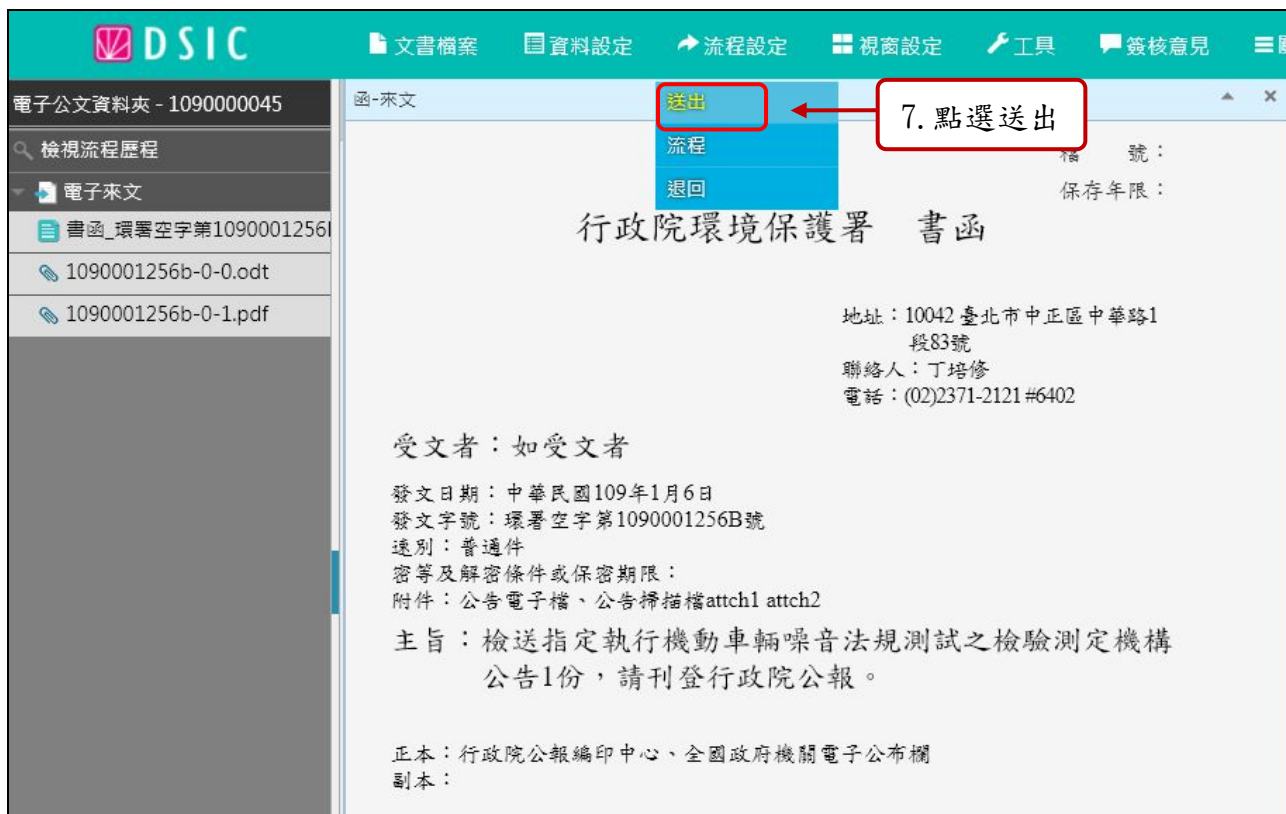 DSIC
文書檔案 資料設定 流程設定 視窗設定 工具 簽核意見
電子公文資料夾 - 1090000045
函-來文
送出
7.點選送出
檢視流程歷程
流程
檔 號：
電子來文
退回
保存年限：
書函_環署空字第1090001256
行政院環境保護署 書函
1090001256b-0-0.odt
1090001256b-0-1.pdf
地址：10042 臺北市中正區中華路1
段83號
聯絡人：丁培修
電話：(02)2371-2121 #6402
受文者：如受文者
發文日期：中華民國109年1月6日
發文字號：環署空字第1090001256B號
速別：普通件
密等及解密條件或保密期限：
附件：公告電子檔、公告掃描檔attch1 attch2
主旨：檢送指定執行機動車輛噪音法規測試之檢驗測定機構
公告1份，請刊登行政院公報。
正本：行政院公報編印中心、全國政府機關電子公布欄
副本：